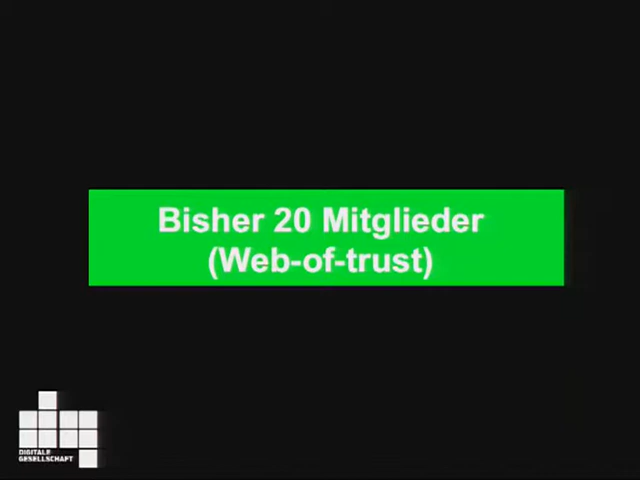 Bisher 20 Mitglieder
(Web-of-trust)
DIGITALE
GESELLSCHAFT